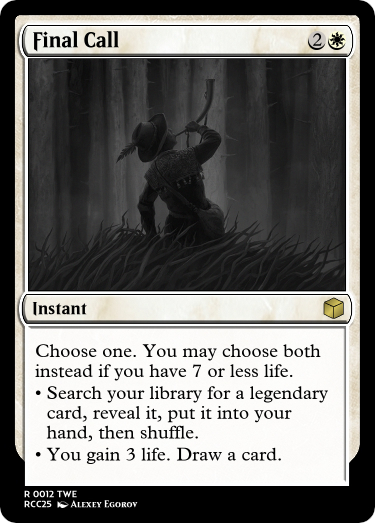 Final Call 2
Instant
Choose one. You may choose both
instead if you have 7 or less life.
• Search your library for a legendary
card, reveal it, put it into your
hand, then shuffle.
• You gain 3 life. Draw a card.
R 0012 TWE
RCC25 Alexey Egorov